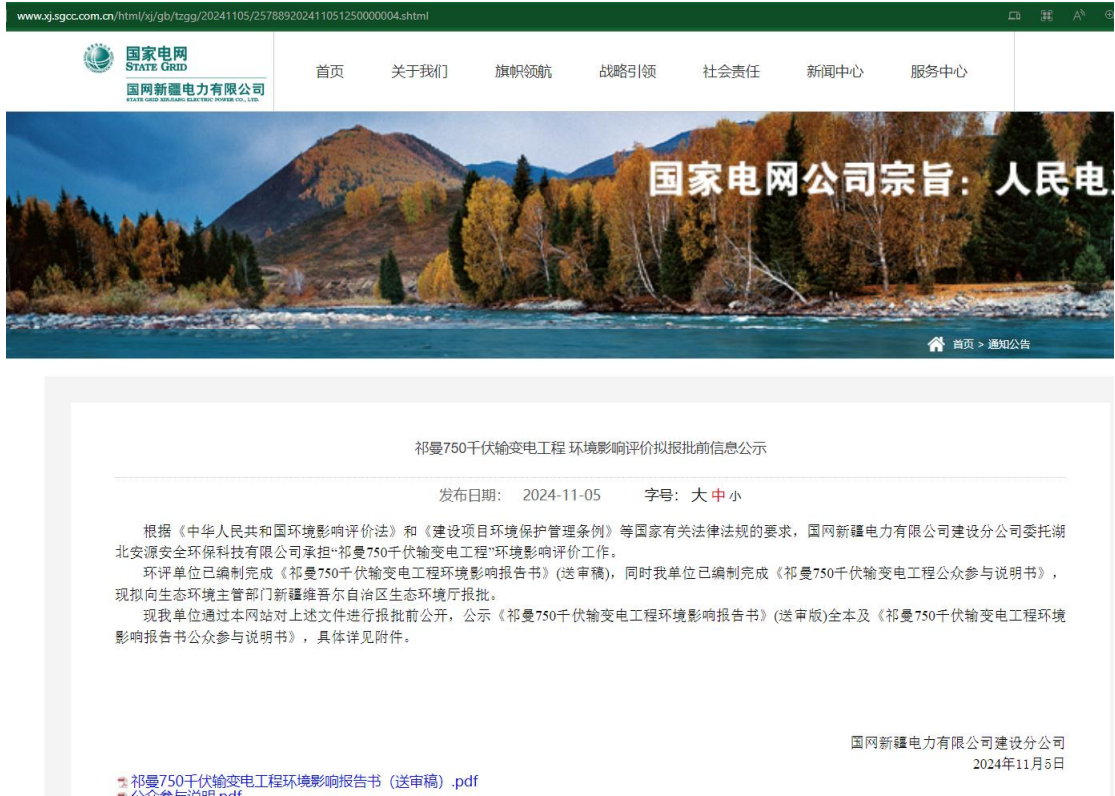 www.xj.sgcc.com.cn/html/xj/gb/tzgg/20241105/2578892024110512500000004.shtml
国家电网
STATE GRID
国网新疆电力有限公司
STATE GRID XINJIANG ELECTRIC POWER CO., LTD.
首页 关于我们 旗帜领航 战略引领 社会责任 新闻中心 服务中心
国家电网公司宗旨：人民电
首页 > 通知公告
祁曼750千伏输变电工程 环境影响评价拟报批前信息公示
发布日期： 2024-11-05 字号： 大 中 小
根据《中华人民共和国环境影响评价法》和《建设项目环境保护管理条例》等国家有关法律法规的要求，国网新疆电力有限公司建设分公司委托湖
北安源安全环保科技有限公司承担“祁曼750千伏输变电工程”环境影响评价工作。
环评单位已编制完成《祁曼750千伏输变电工程环境影响报告书》(送审稿)，同时我单位已编制完成《祁曼750千伏输变电工程公众参与说明书》，
现拟向生态环境主管部门新疆维吾尔自治区生态环境厅报批。
现我单位通过本网站对上述文件进行报批前公开，公示《祁曼750千伏输变电工程环境影响报告书》(送审版)全本及《祁曼750千伏输变电工程环境
影响报告书公众参与说明书》，具体详见附件。
国网新疆电力有限公司建设分公司
2024年11月5日
祁曼750千伏输变电工程环境影响报告书（送审稿）.pdf
公众参与说明.pdf